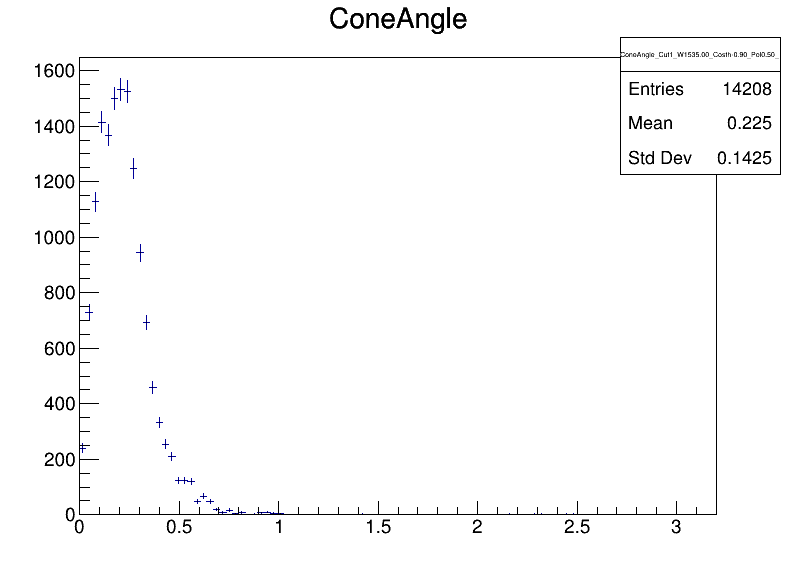 ConeAngle
ConeAngle_Cut1_W1535.00_Costh-0.90_Pol0.50_
Entries 14208
Mean 0.225
Std Dev 0.1425
1600
1400
1200
1000
800
600
400
200
0
0 0.5 1 1.5 2 2.5 3